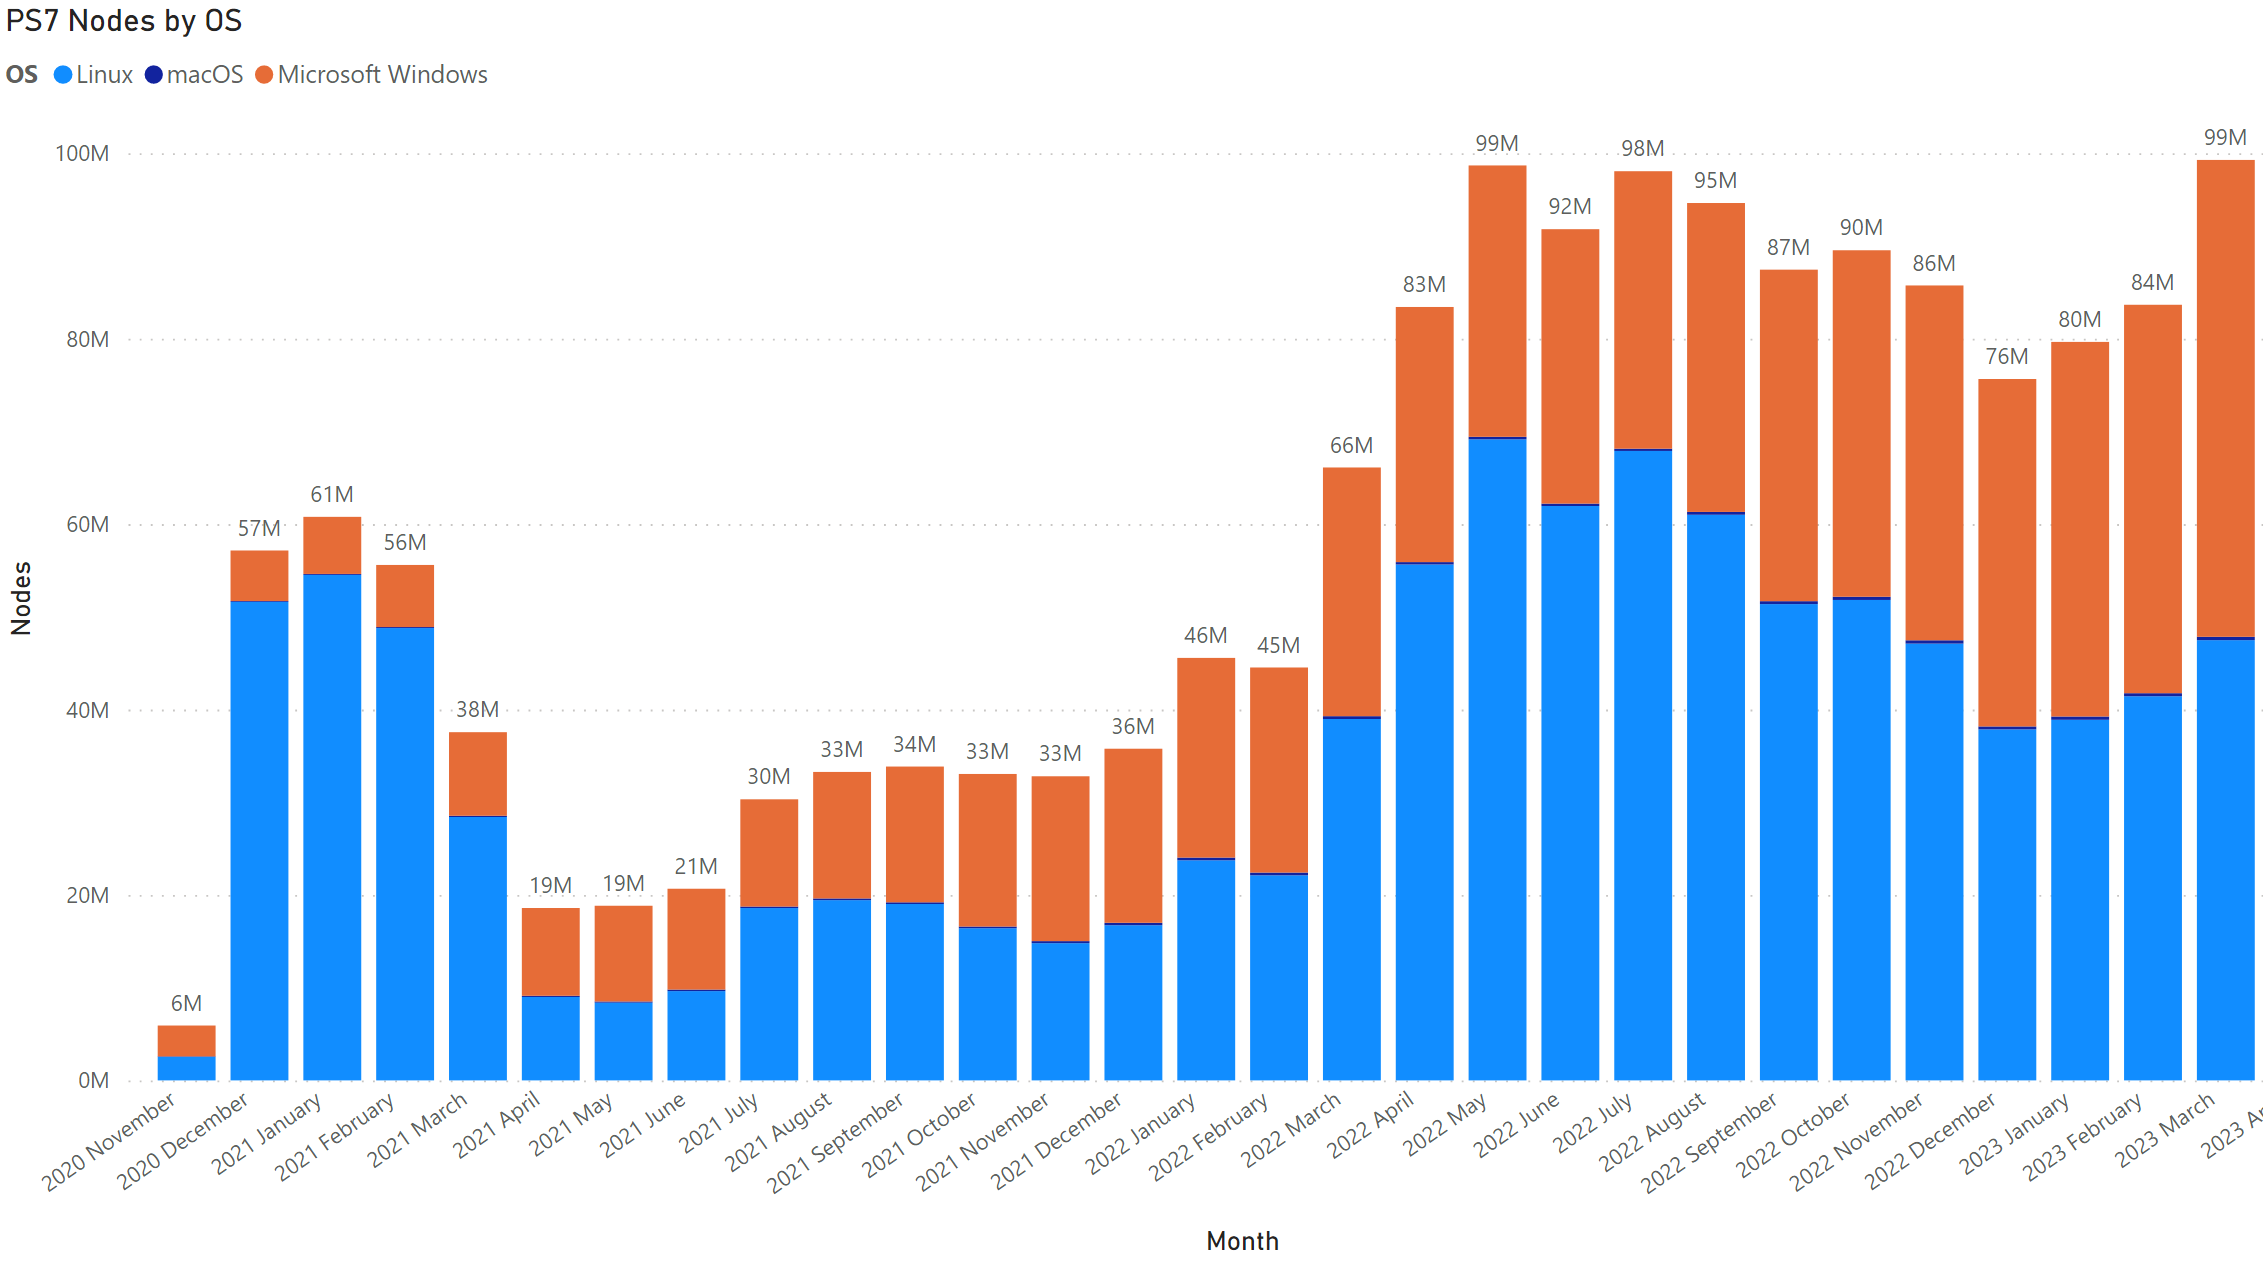 PS7 Nodes by OS
OS Linux macOS Microsoft Windows
Nodes
100M
80M
60M
40M
20M
0M
6M
57M
61M
56M
38M
19M
19M
21M
30M
33M
34M
33M
33M
36M
46M
45M
66M
83M
99M
92M
98M
95M
87M
90M
86M
76M
80M
84M
99M
2020 November
2020 December
2021 January
2021 February
2021 March
2021 April
2021 May
2021 June
2021 July
2021 August
2021 September
2021 October
2021 November
2021 December
2022 January
2022 February
2022 March
2022 April
2022 May
2022 June
2022 July
2022 August
2022 September
2022 October
2022 November
2022 December
2023 January
2023 February
2023 March
2023
Month